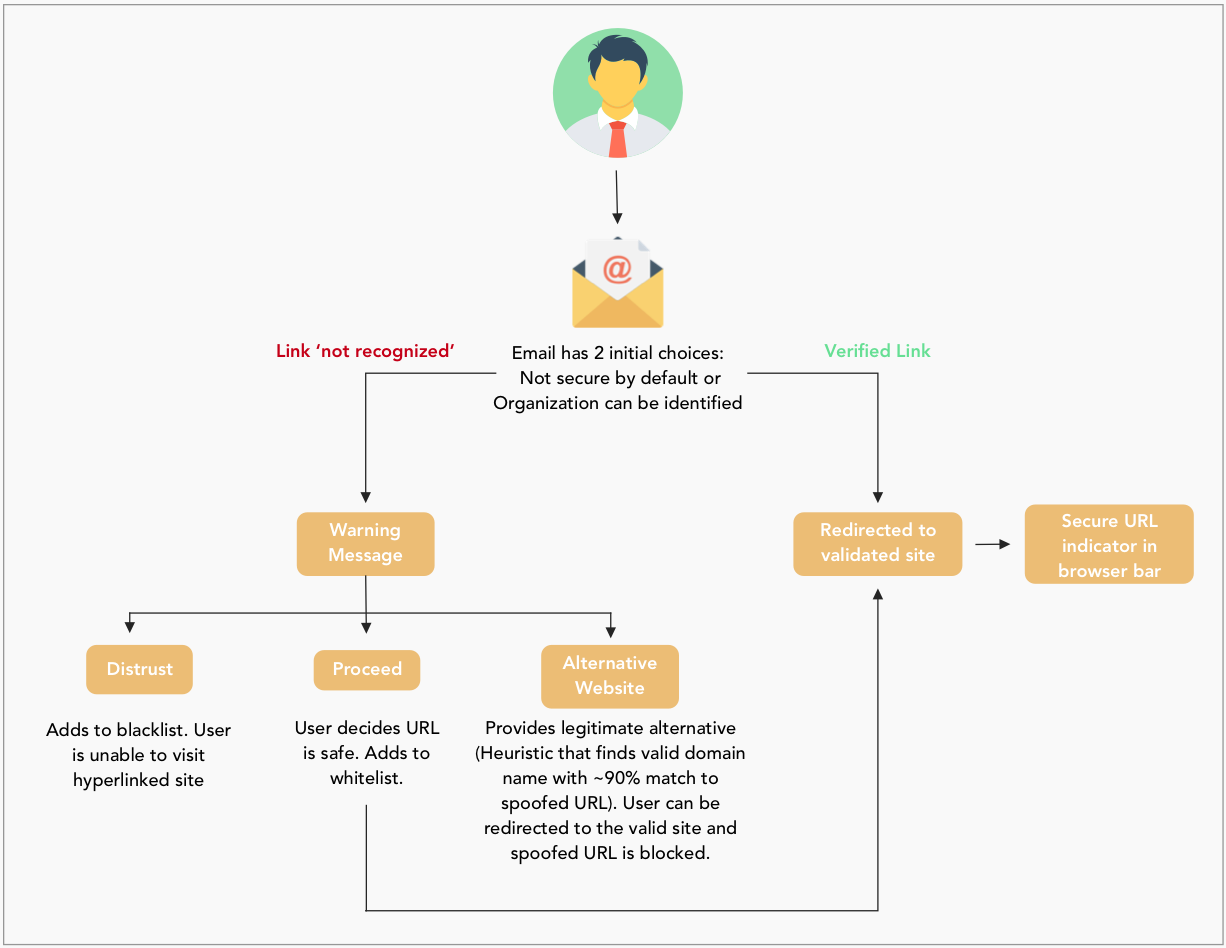 @
Link ‘not recognized’
Email has 2 initial choices:
Not secure by default or
Organization can be identified
Verified Link
Warning
Message
Redirected to
validated site
Secure URL
indicator in
browser bar
Distrust
Adds to blacklist. User
is unable to visit
hyperlinked site
Proceed
User decides URL
is safe. Adds to
whitelist.
Alternative
Website
Provides legitimate alternative
(Heuristic that finds valid domain
name with ~90% match to
spoofed URL). User can be
redirected to the valid site and
spoofed URL is blocked.